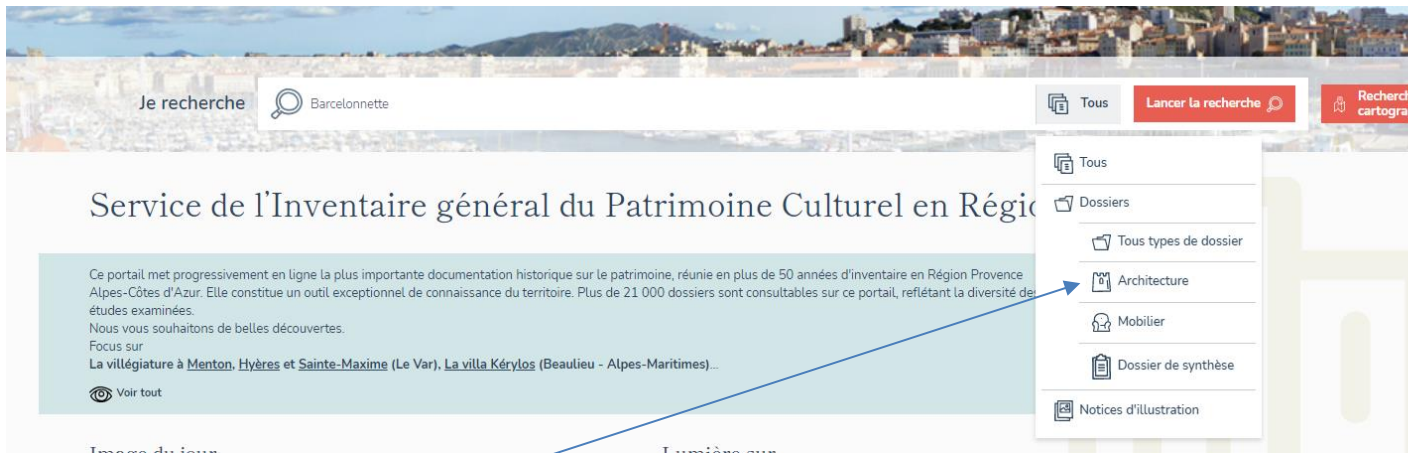 Je recherche
Barcelonnette
Tous
Lancer la recherche
Recherch
cartogra
Tous
Dossiers
Tous types de dossier
Architecture
Mobilier
Dossier de synthèse
Notices d'illustration
Service de l'Inventaire général du Patrimoine Culturel en Régio
Ce portail met progressivement en ligne la plus importante documentation historique sur le patrimoine, réunie en plus de 50 années d'inventaire en Région Provence
Alpes-Côtes d'Azur. Elle constitue un outil exceptionnel de connaissance du territoire. Plus de 21 000 dossiers sont consultables sur ce portail, reflétant la diversité des
études examinées.
Nous vous souhaitons de belles découvertes.
Focus sur
La villégiature à Menton, Hyères et Sainte-Maxime (Le Var), La villa Kérylos (Beaulieu - Alpes-Maritimes)...
Voir tout
Image du jour
Lumière sur